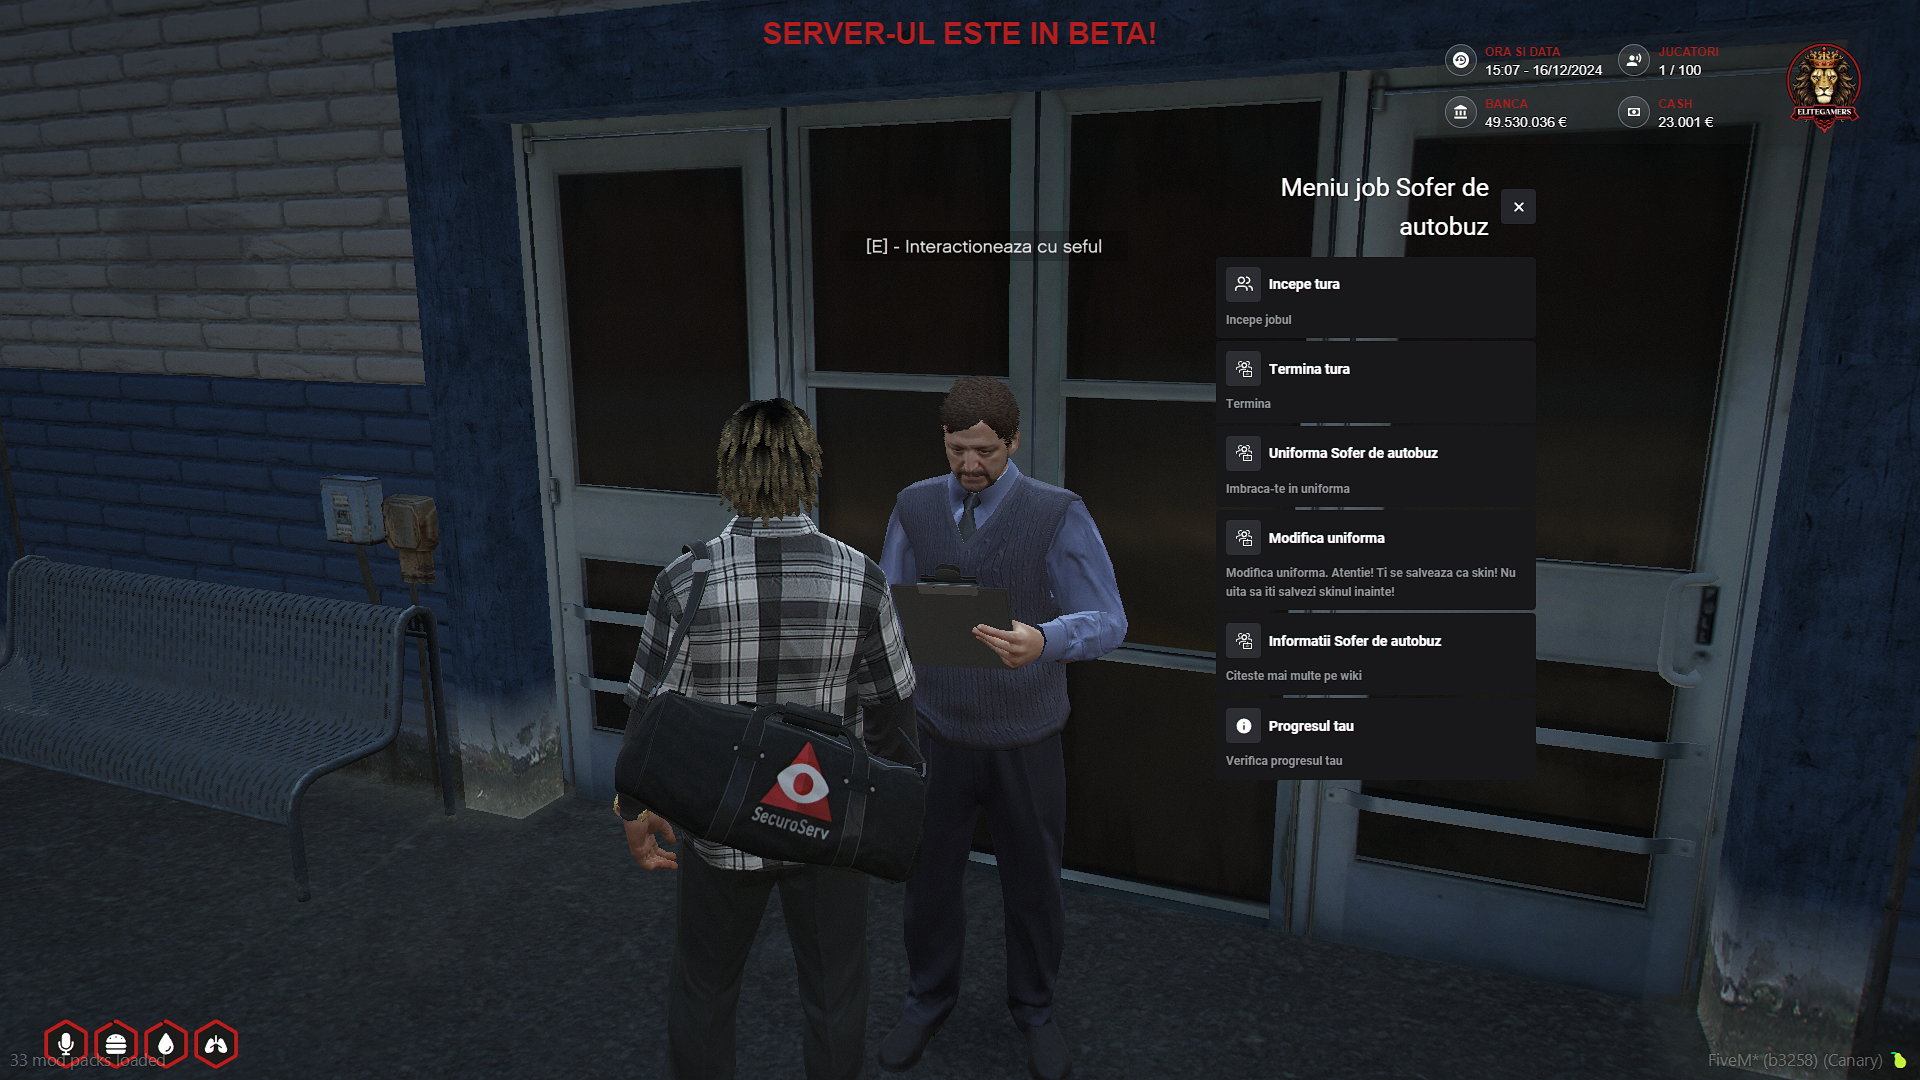 SERVER-UL ESTE IN BETA!
ORA SI DATA
15:07 - 16/12/2024
JUCATORI
1 / 100
BANCA
49.530.036 €
CASH
23.001 €
ELITEGAMERS
Meniu job Sofer de
autobuz
[E] - Interactioneaza cu seful
Incepe tura
Incepe jobul
Termina tura
Termina
Uniforma Sofer de autobuz
Imbraca-te in uniforma
Modifica uniforma
Modifica uniforma. Atentie! Ti se salveaza ca skin! Nu
uita sa iti salvezi skinul inainte!
Informatii Sofer de autobuz
Citeste mai multe pe wiki
Progresul tau
Verifica progresul tau
SecuroServ
33 mod packs loaded
FiveM* (b3258) (Canary)